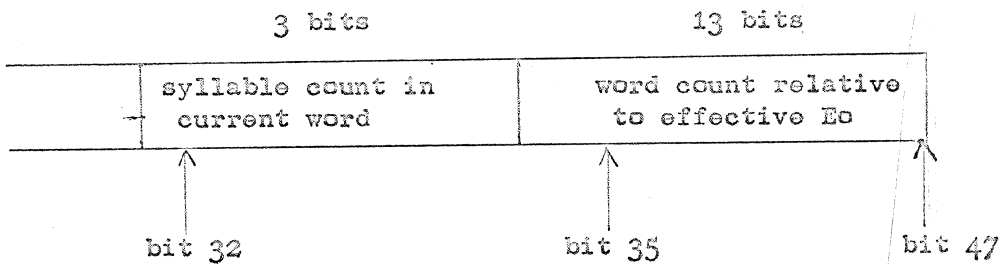 3 bits
13 bits
syllable count in
current word
word count relative
to effective Eo
bit 32
bit 35
bit 47